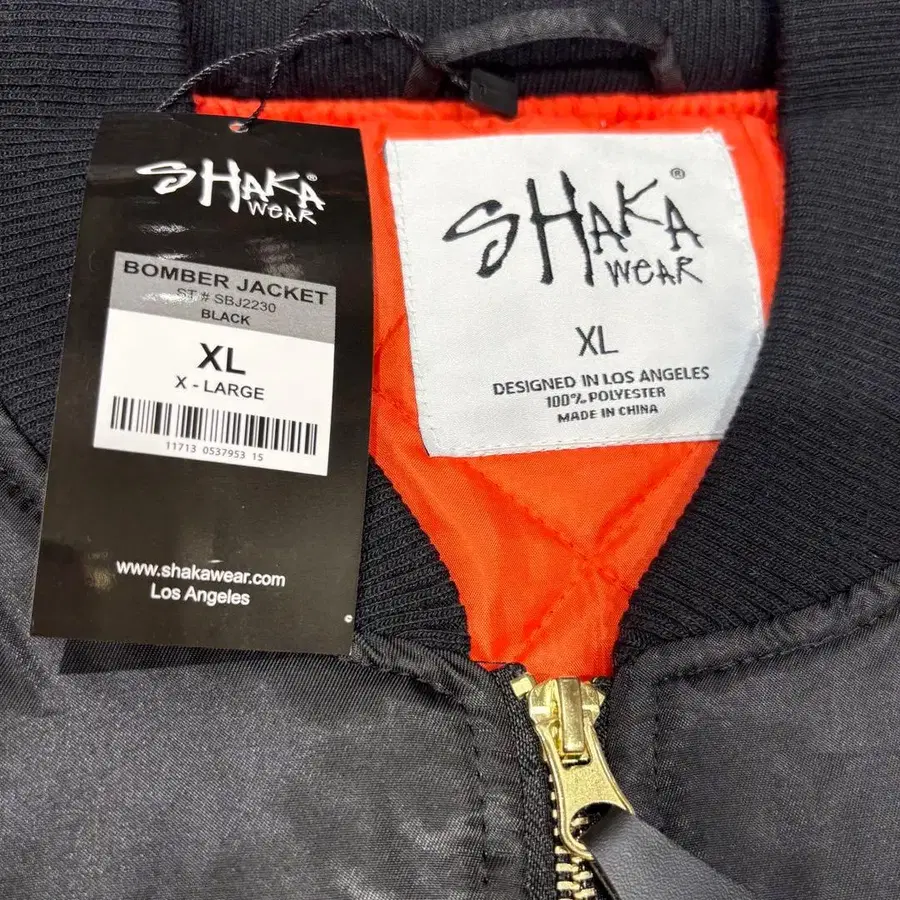 SHAKA
WEAR
BOMBER JACKET
ST # SBJ2230
BLACK
XL
X - LARGE
11713 0537953 15
www.shakawear.com
Los Angeles
SHAKA®
WEAR
XL
DESIGNED IN LOS ANGELES
100% POLYESTER
MADE IN CHINA